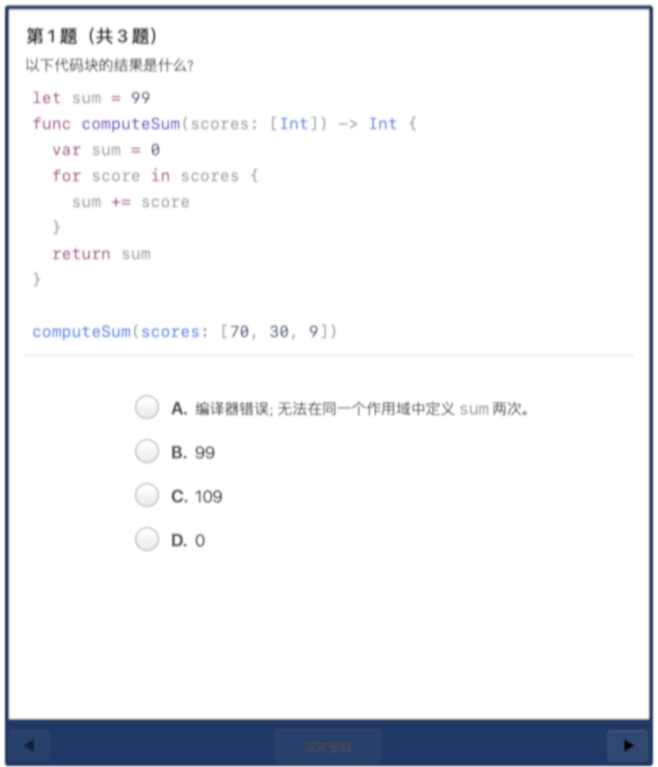 第 1 题（共 3 题）
以下代码块的结果是什么?
let sum = 99
func computeSum(scores: [Int]) -> Int {
  var sum = 0
  for score in scores {
    sum += score
  }
  return sum
}
computeSum(scores: [70, 30, 9])
A. 编译器错误; 无法在同一个作用域中定义 sum 两次。
B. 99
C. 109
D. 0